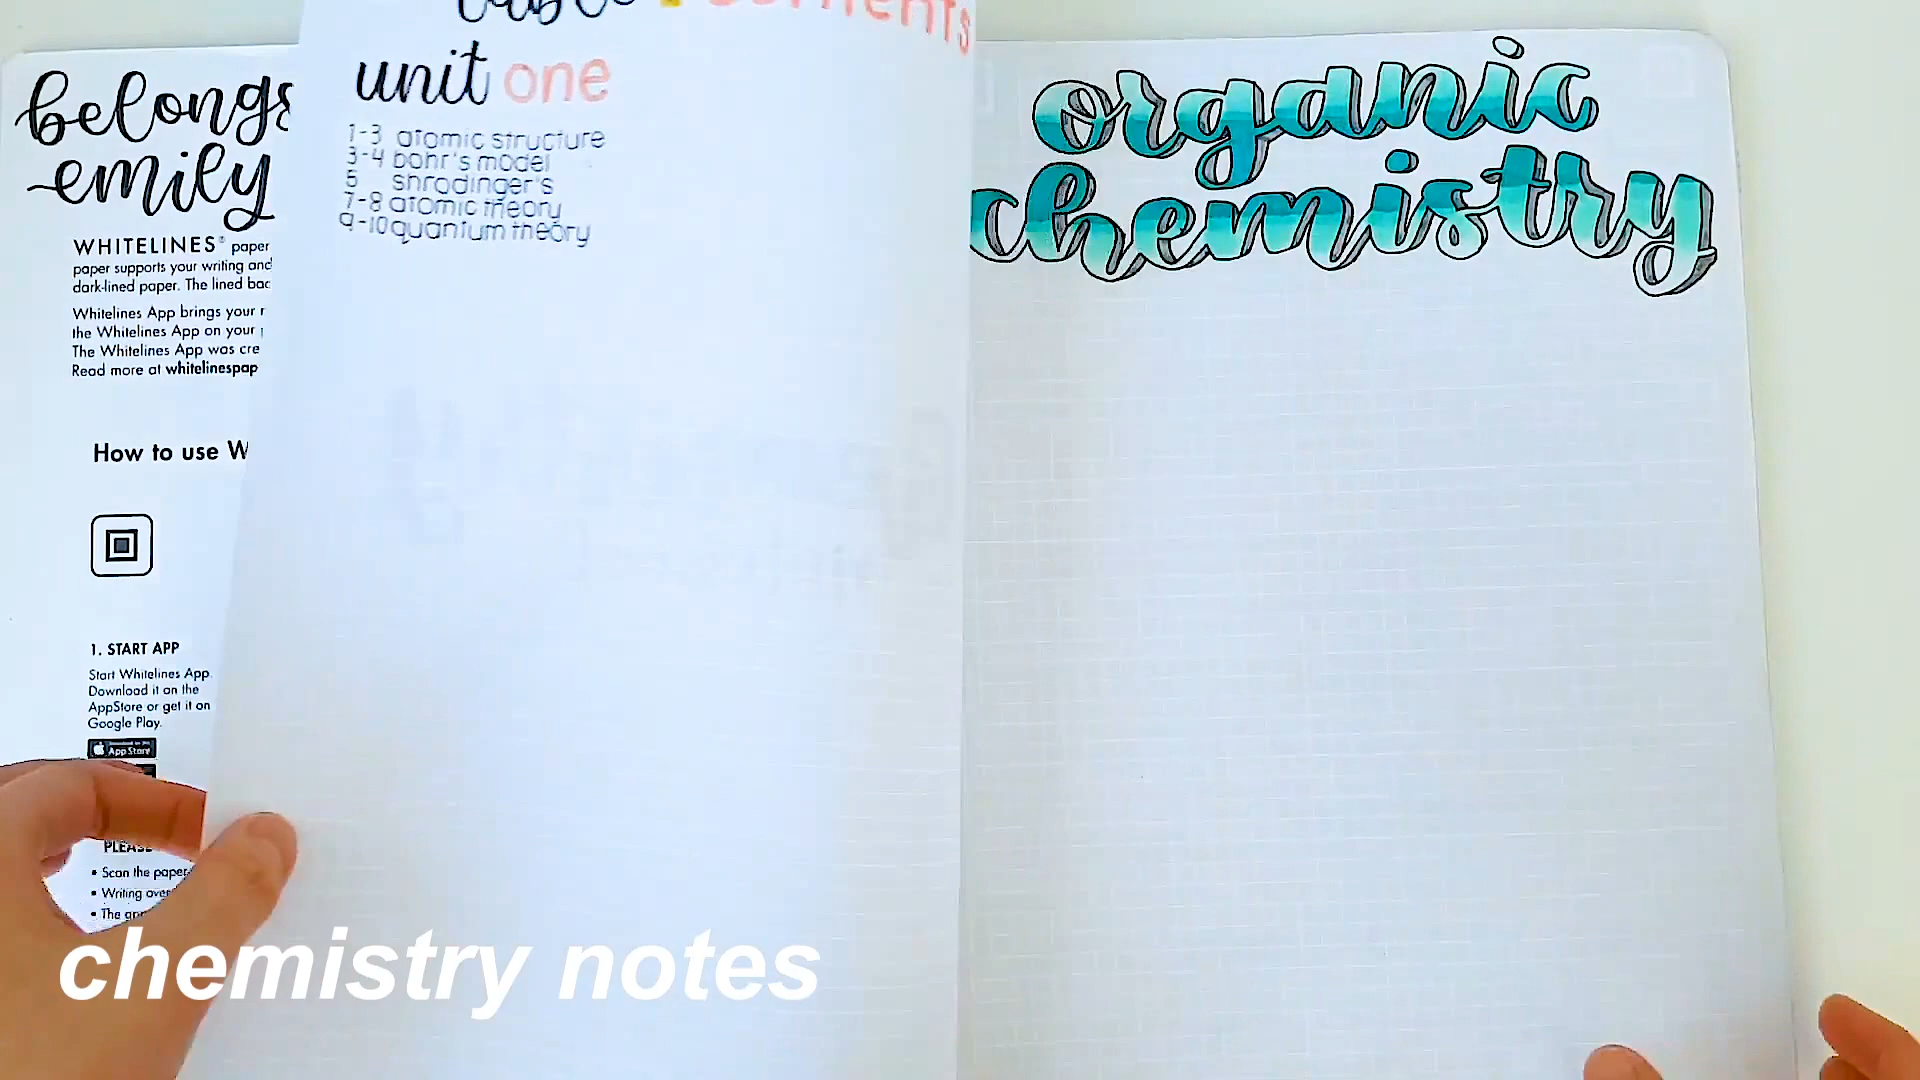 belongs
emily
WHITELINES® paper
paper supports your writing and
dark-lined paper. The lined bac
Whitelines App brings your
the Whitelines App on your
The Whitelines App was cre
Read more at whitelinespap
How to use W
1. START APP
Start Whitelines App.
Download it on the
AppStore or get it on
Google Play.
App Store
PLEASE
• Scan the paper
• Writing over
• The app
contents
unit one
1-3 atomic structure
3-4 bohr's model
5 shrodinger's
7-8 atomic theory
9-10 quantum theory
organic
chemistry
chemistry notes